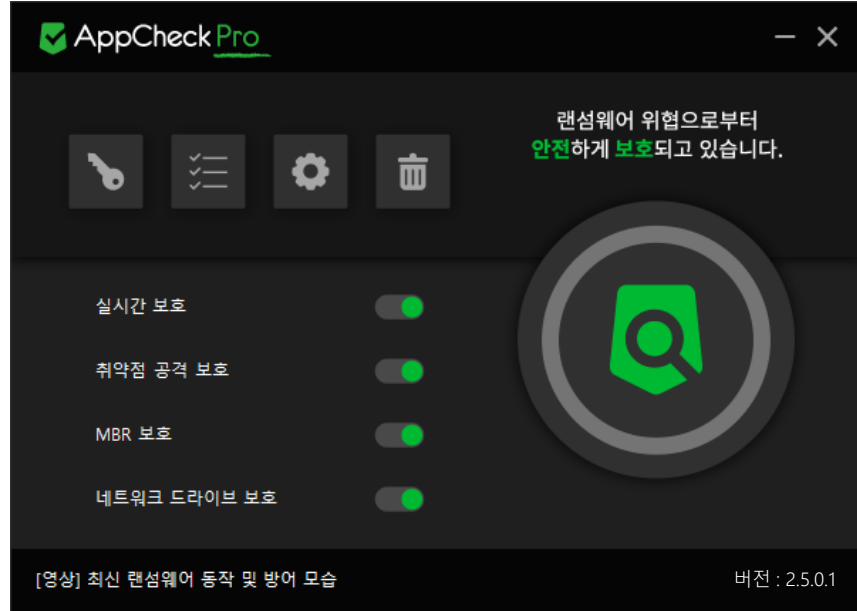 AppCheck Pro
랜섬웨어 위협으로부터
안전하게 보호되고 있습니다.
실시간 보호
취약점 공격 보호
MBR 보호
네트워크 드라이브 보호
[영상] 최신 랜섬웨어 동작 및 방어 모습
버전 : 2.5.0.1